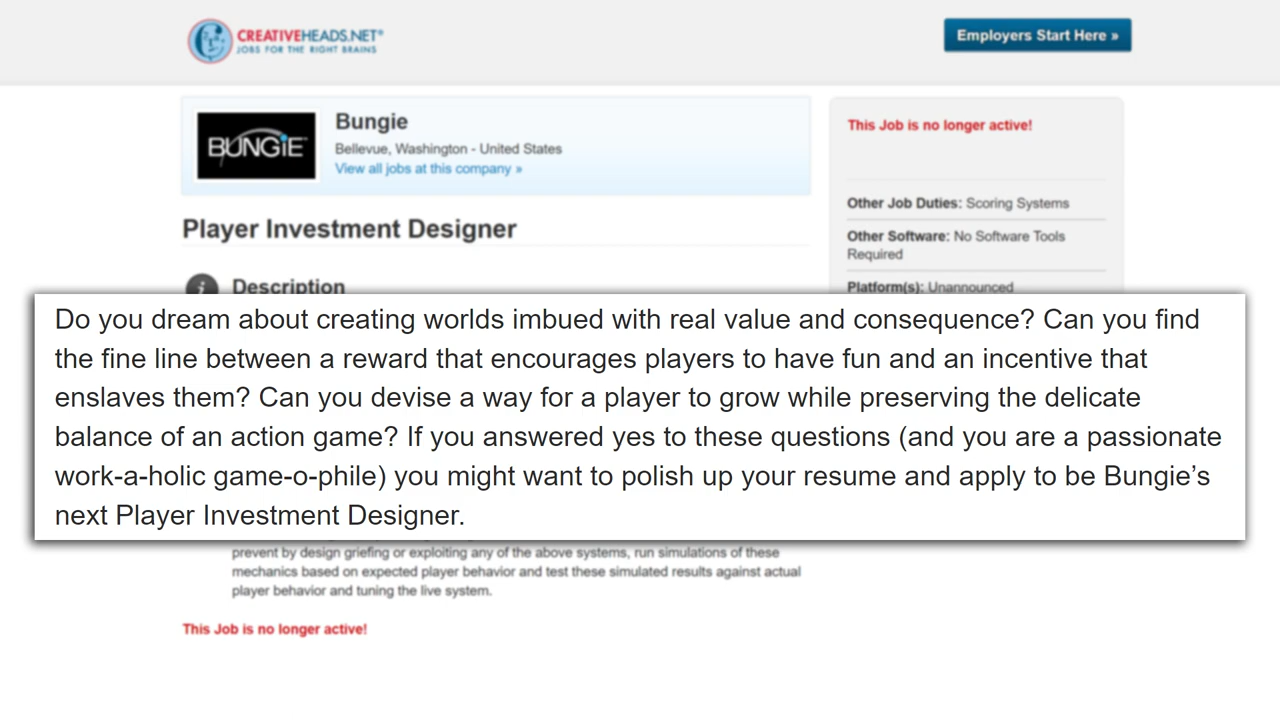 CREATIVEHEADS.NET®
JOBS FOR THE RIGHT BRAINS
Employers Start Here »
BUNGiE™
Bungie
Bellevue, Washington - United States
View all jobs at this company »
This Job is no longer active!
Player Investment Designer
Other Job Duties: Scoring Systems
Other Software: No Software Tools
Required
i Description
Platform(s): Unannounced
Do you dream about creating worlds imbued with real value and consequence? Can you find
the fine line between a reward that encourages players to have fun and an incentive that
enslaves them? Can you devise a way for a player to grow while preserving the delicate
balance of an action game? If you answered yes to these questions (and you are a passionate
work-a-holic game-o-phile) you might want to polish up your resume and apply to be Bungie’s
next Player Investment Designer.
prevent by design griefing or exploiting any of the above systems, run simulations of these
mechanics based on expected player behavior and test these simulated results against actual
player behavior and tuning the live system.
This Job is no longer active!